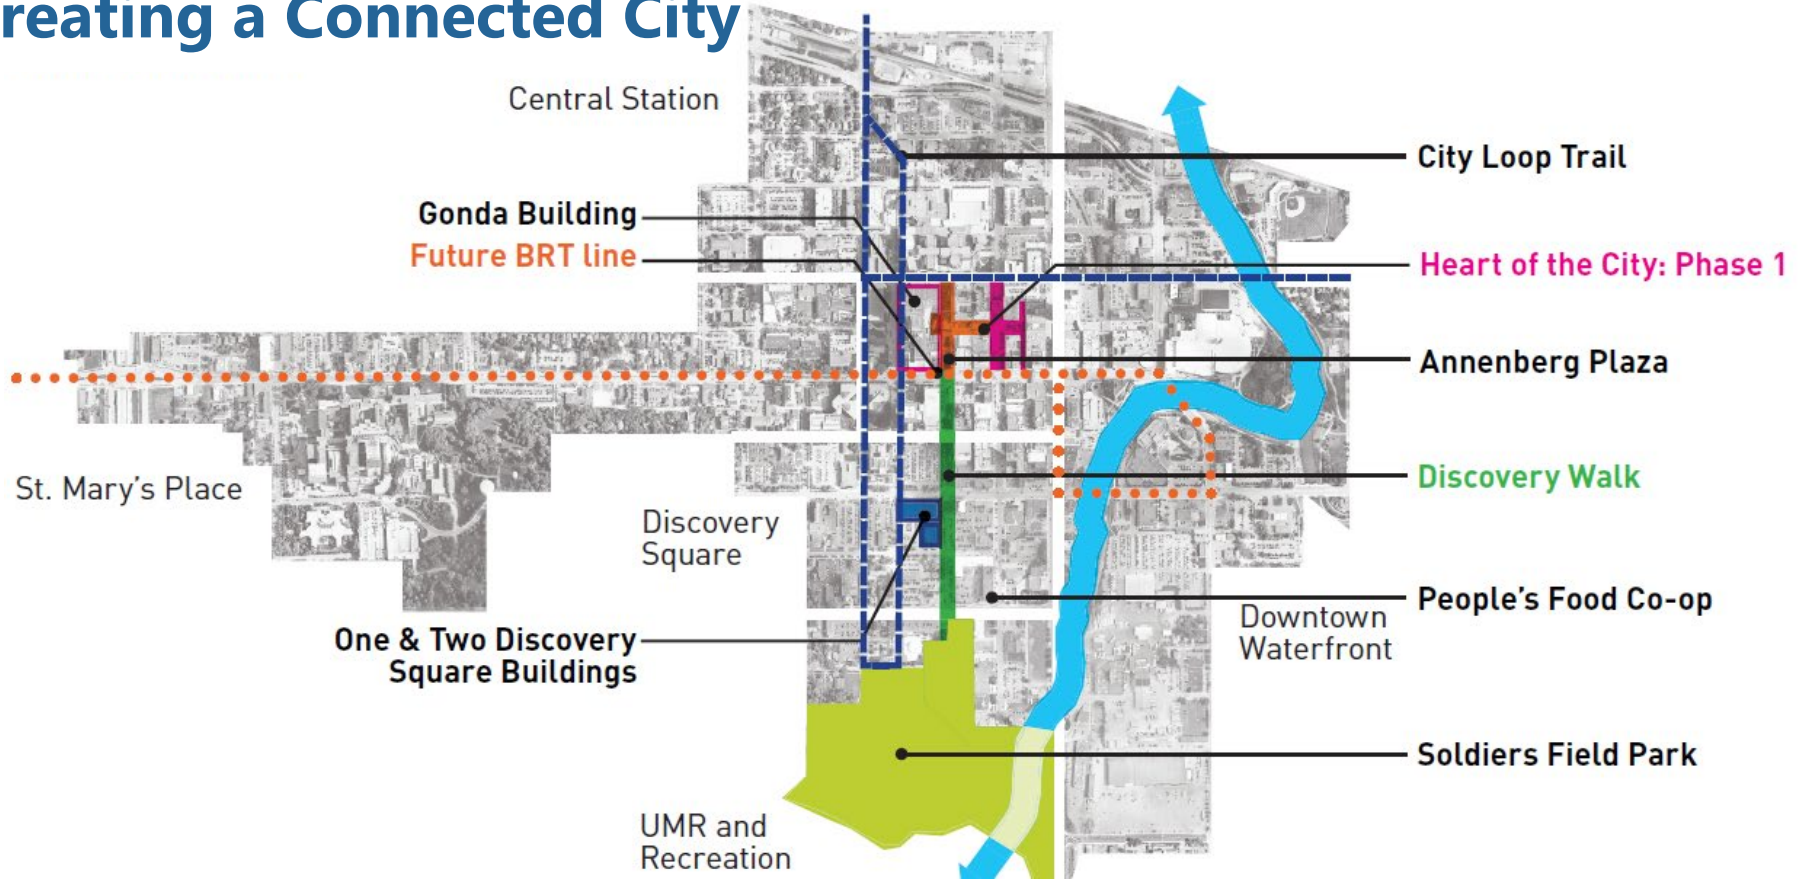 reating a Connected City
Central Station
City Loop Trail
Gonda Building
Future BRT line
Heart of the City: Phase 1
Annenberg Plaza
St. Mary's Place
Discovery Walk
Discovery
Square
People's Food Co-op
Downtown
Waterfront
One & Two Discovery
Square Buildings
Soldiers Field Park
UMR and
Recreation